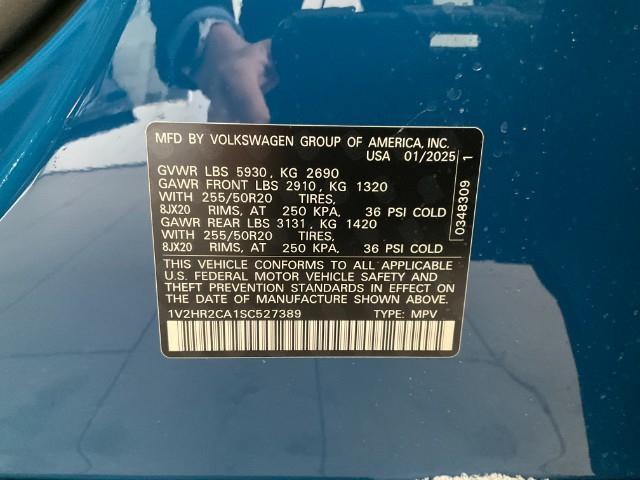 MFD BY VOLKSWAGEN GROUP OF AMERICA, INC.
USA 01/2025
GVWR LBS 5930, KG 2690
GAWR FRONT LBS 2910, KG 1320
WITH 255/50R20 TIRES,
8JX20 RIMS, AT 250 KPA, 36 PSI COLD
GAWR REAR LBS 3131, KG 1420
WITH 255/50R20 TIRES,
8JX20 RIMS, AT 250 KPA, 36 PSI COLD
THIS VEHICLE CONFORMS TO ALL APPLICABLE
U.S. FEDERAL MOTOR VEHICLE SAFETY AND
THEFT PREVENTION STANDARDS IN EFFECT ON THE
DATE OF MANUFACTURE SHOWN ABOVE.
1V2HR2CA1SC527389 TYPE: MPV
0348309 1